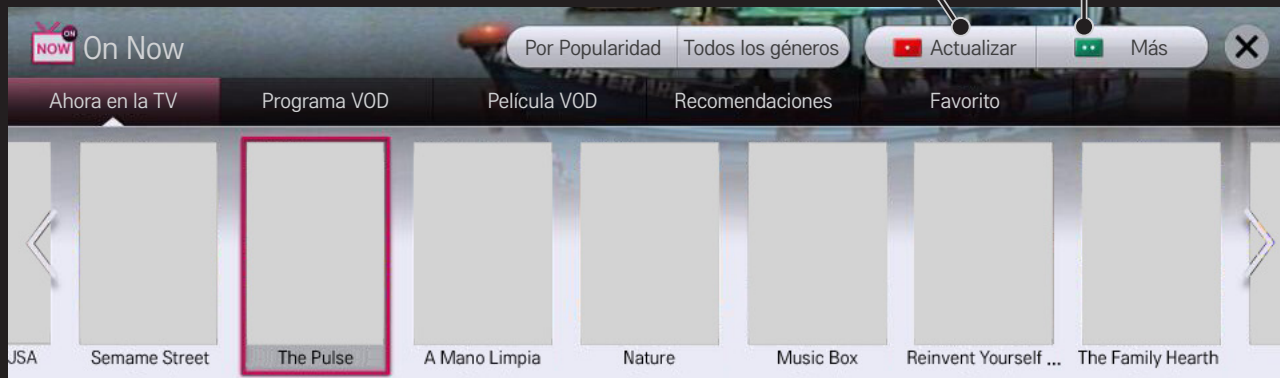 NOW ON On Now
Por Popularidad Todos los géneros Actualizar Más
Ahora en la TV Programa VOD Película VOD Recomendaciones Favorito
JSA Semame Street The Pulse A Mano Limpia Nature Music Box Reinvent Yourself ... The Family Hearth